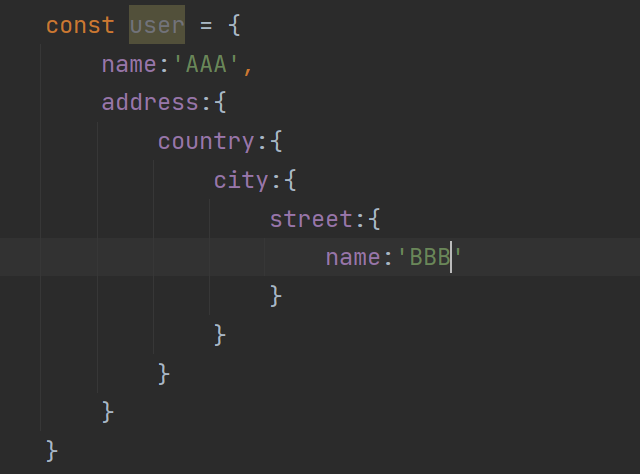 const user = {
    name:'AAA',
    address:{
        country:{
            city:{
                street:{
                    name:'BBB'
                }
            }
        }
    }
}